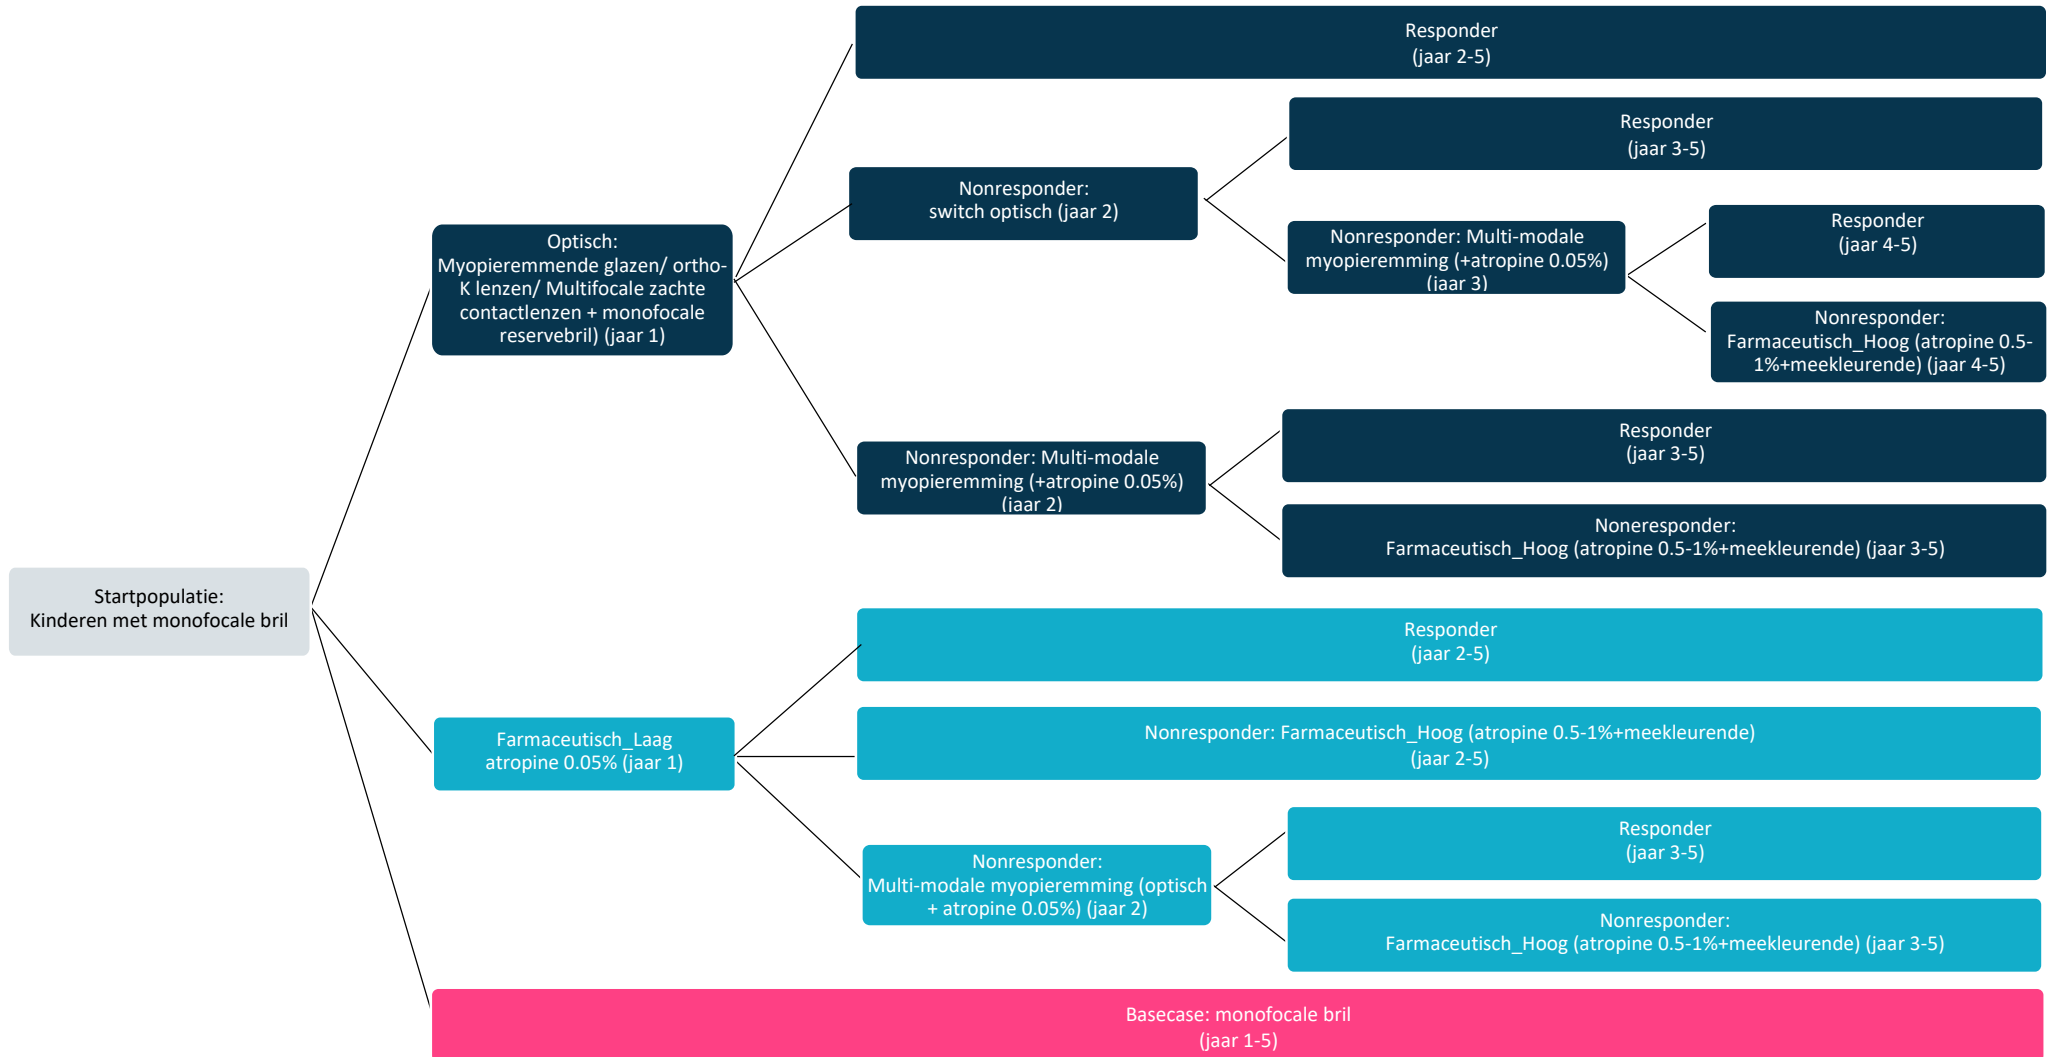 Startpopulatie:
Kinderen met monofocale bril
Optisch:
Myopieremmende glazen/ ortho-
K lenzen/ Multifocale zachte
contactlenzen + monofocale
reservebril) (jaar 1)
Responder
(jaar 2-5)
Nonresponder:
switch optisch (jaar 2)
Responder
(jaar 3-5)
Nonresponder: Multi-modale
myopieremming (+atropine 0.05%)
(jaar 3)
Responder
(jaar 4-5)
Nonresponder:
Farmaceutisch_Hoog (atropine 0.5-
1%+meekleurende) (jaar 4-5)
Nonresponder: Multi-modale
myopieremming (+atropine 0.05%)
(jaar 2)
Responder
(jaar 3-5)
Noneresponder:
Farmaceutisch_Hoog (atropine 0.5-1%+meekleurende) (jaar 3-5)
Farmaceutisch_Laag
atropine 0.05% (jaar 1)
Responder
(jaar 2-5)
Nonresponder: Farmaceutisch_Hoog (atropine 0.5-1%+meekleurende)
(jaar 2-5)
Nonresponder:
Multi-modale myopieremming (optisch
+ atropine 0.05%) (jaar 2)
Responder
(jaar 3-5)
Nonresponder:
Farmaceutisch_Hoog (atropine 0.5-1%+meekleurende) (jaar 3-5)
Basecase: monofocale bril
(jaar 1-5)